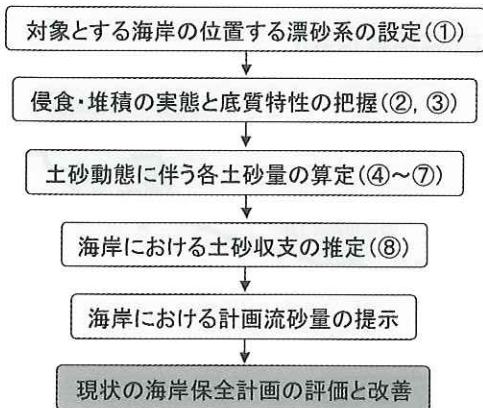 対象とする海岸の位置する漂砂系の設定(①)
侵食・堆積の実態と底質特性の把握(②, ③)
土砂動態に伴う各土砂量の算定(④~⑦)
海岸における土砂収支の推定(⑧)
海岸における計画流砂量の提示
現状の海岸保全計画の評価と改善